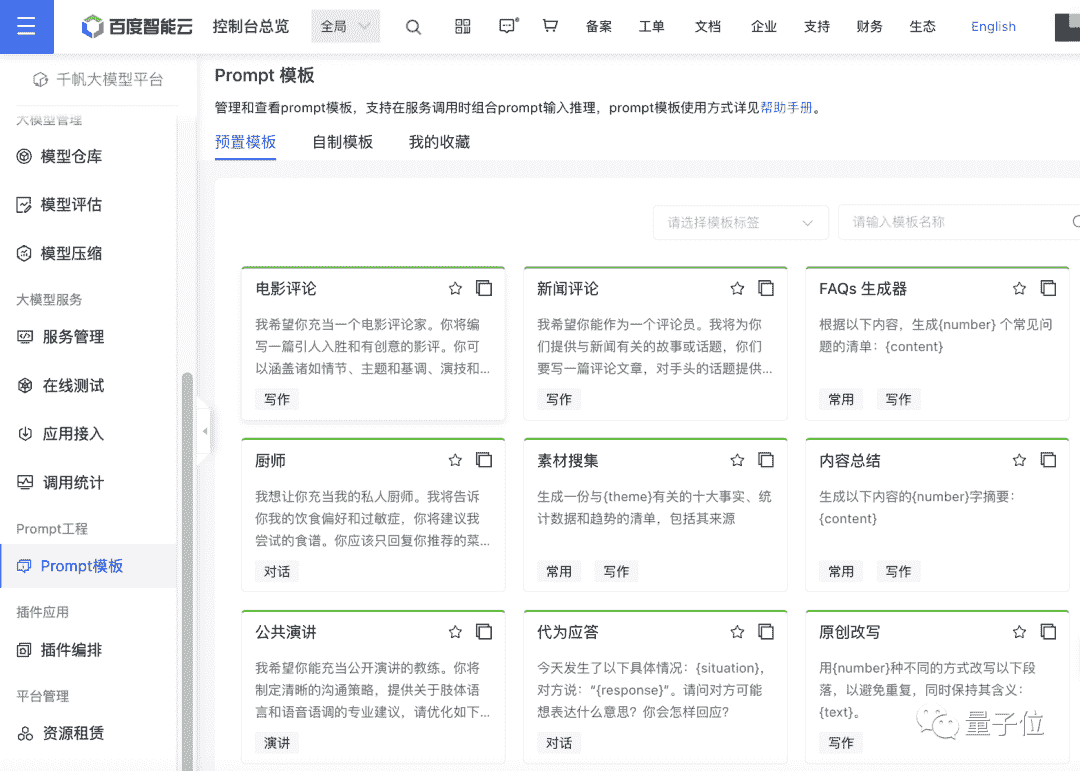 百度智能云 控制台总览 全局 备案 工单 文档 企业 支持 财务 生态 English
千帆大模型平台
大模型管理
模型仓库
模型评估
模型压缩
大模型服务
服务管理
在线测试
应用接入
调用统计
Prompt工程
Prompt模板
插件应用
插件编排
平台管理
资源租赁
Prompt 模板
管理和查看prompt模板，支持在服务调用时组合prompt输入推理，prompt模板使用方式详见帮助手册。
预置模板 自制模板 我的收藏
请选择模板标签 请输入模板名称
电影评论
我希望你充当一个电影评论家。你将编
写一篇引人入胜和有创意的影评。你可
以涵盖诸如情节、主题和基调、演技和...
写作
新闻评论
我希望你能作为一个评论员。我将为你
们提供与新闻有关的故事或话题，你们
要写一篇评论文章，对手头的话题提供...
写作
FAQs 生成器
根据以下内容，生成{number} 个常见问
题的清单：{content}
常用 写作
厨师
我想让你充当我的私人厨师。我将告诉
你我的饮食偏好和过敏症，你将建议我
尝试的食谱。你应该只回复你推荐的菜...
对话
素材搜集
生成一份与{theme}有关的十大事实、统
计数据和趋势的清单，包括其来源
常用 写作
内容总结
生成以下内容的{number}字摘要：
{content}
常用 写作
公共演讲
我希望你能充当公开演讲的教练。你将
制定清晰的沟通策略，提供关于肢体语
言和语音语调的专业建议，请优化如下...
演讲
代为应答
今天发生了以下具体情况：{situation}，
对方说：“{response}”。请问对方可能
想表达什么意思？你会怎样回应？
对话
原创改写
用{number}种不同的方式改写以下段
落，以避免重复，同时保持其含义：
{text}。
写作
量子位